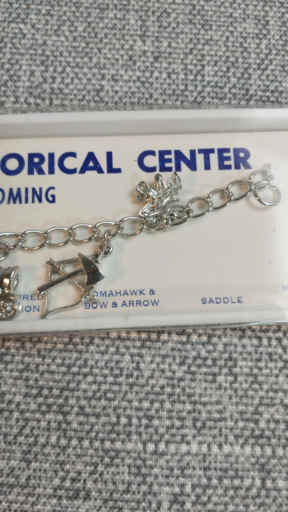 ORICAL CENTER
OMING
OMAHAWK &
BOW & ARROW
SADDLE